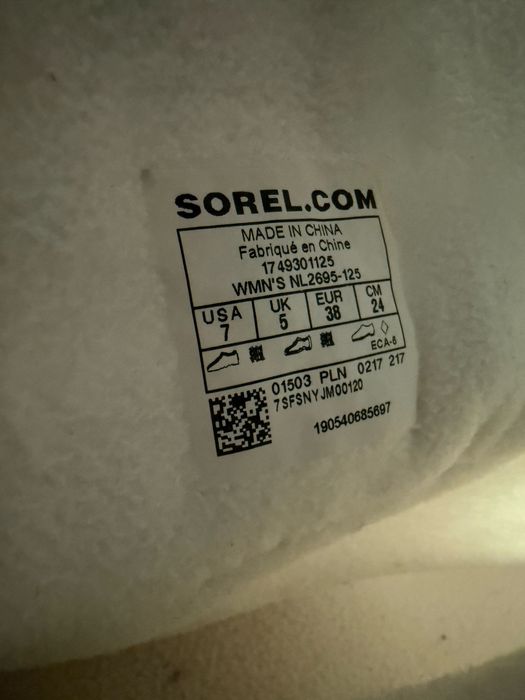 SOREL.COM
MADE IN CHINA
Fabriqué en Chine
1749301125
WMN'S NL2695-125
USA UK EUR CM
7 5 38 24
ECA-6
01503 PLN 0217 217
7SFSNYJM00120
190540685697